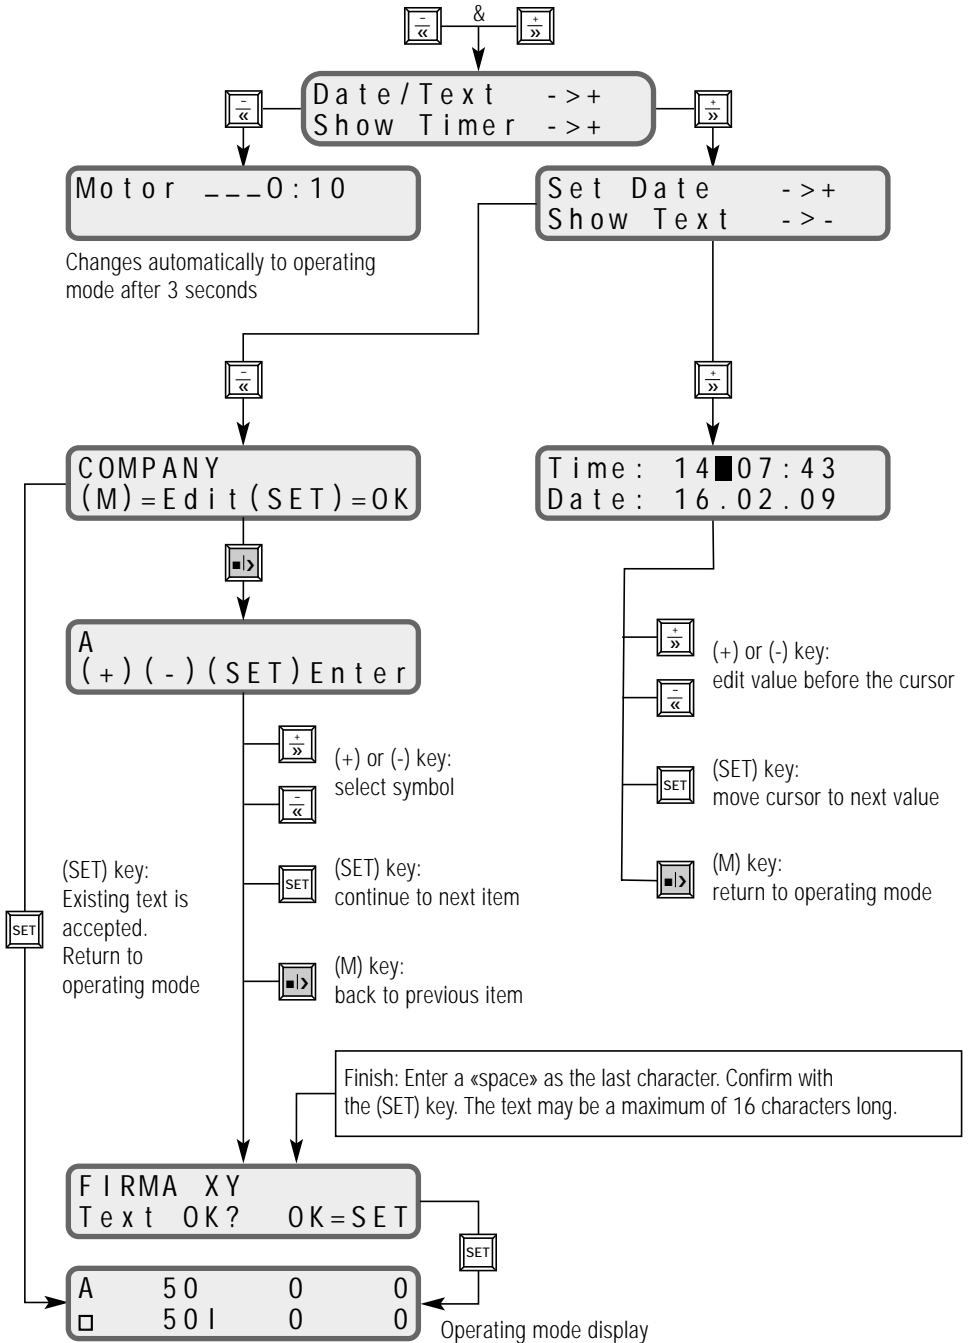 − « & + »
Date/Text ->+
Show Timer ->+
− «
+ »
Motor ___0:10
Set Date ->+
Show Text ->-
Changes automatically to operating
mode after 3 seconds
− «
+ »
COMPANY
(M)=Edit(SET)=OK
Time: 14█07:43
Date: 16.02.09
A
(+)(-)(SET)Enter
+ »
− «
(+) or (-) key:
edit value before the cursor
SET
(SET) key:
move cursor to next value
(M) key:
return to operating mode
+ »
− «
(+) or (-) key:
select symbol
SET
(SET) key:
continue to next item
(M) key:
back to previous item
SET
(SET) key:
Existing text is
accepted.
Return to
operating mode
Finish: Enter a «space» as the last character. Confirm with
the (SET) key. The text may be a maximum of 16 characters long.
FIRMA XY
Text OK? OK=SET
SET
A 50 0 0
□ 50l 0 0
Operating mode display